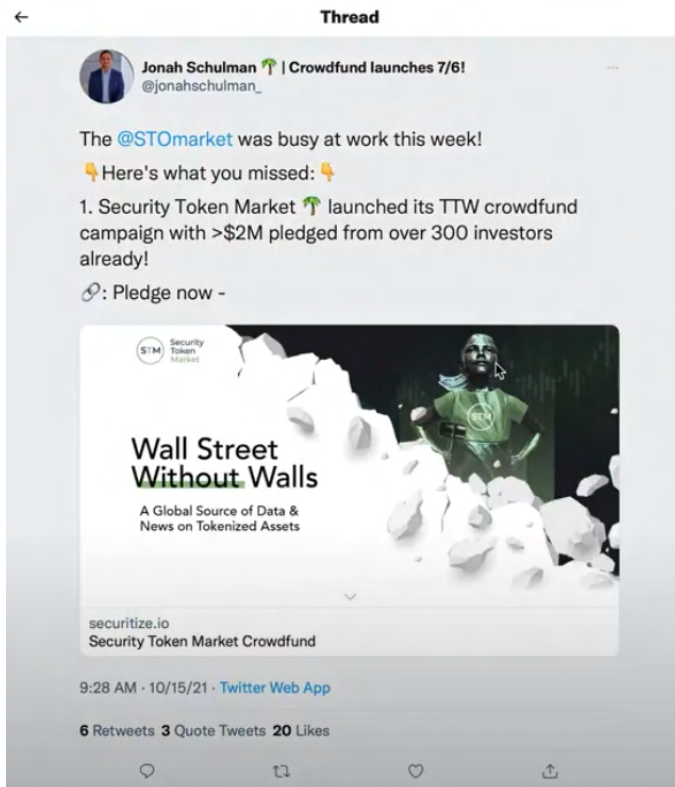 Thread
Jonah Schulman 🌴 | Crowdfund launches 7/6!
@jonahschulman_
The @STOmarket was busy at work this week!
👇Here's what you missed: 👇
1. Security Token Market 🌴 launched its TTW crowdfund
campaign with >$2M pledged from over 300 investors
already!
🔗: Pledge now -
STM
Security
Token
Market
STM
Wall Street
Without Walls
A Global Source of Data &
News on Tokenized Assets
securitize.io
Security Token Market Crowdfund
9:28 AM · 10/15/21 · Twitter Web App
6 Retweets 3 Quote Tweets 20 Likes